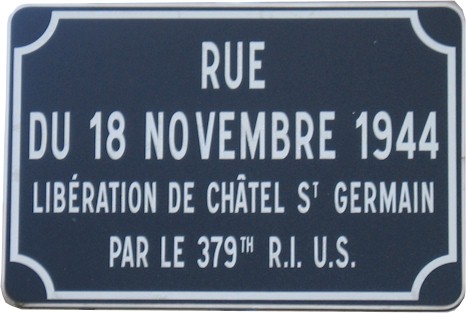 RUE
DU 18 NOVEMBRE 1944
LIBÉRATION DE CHÂTEL ST GERMAIN
PAR LE 379TH R.I. U.S.